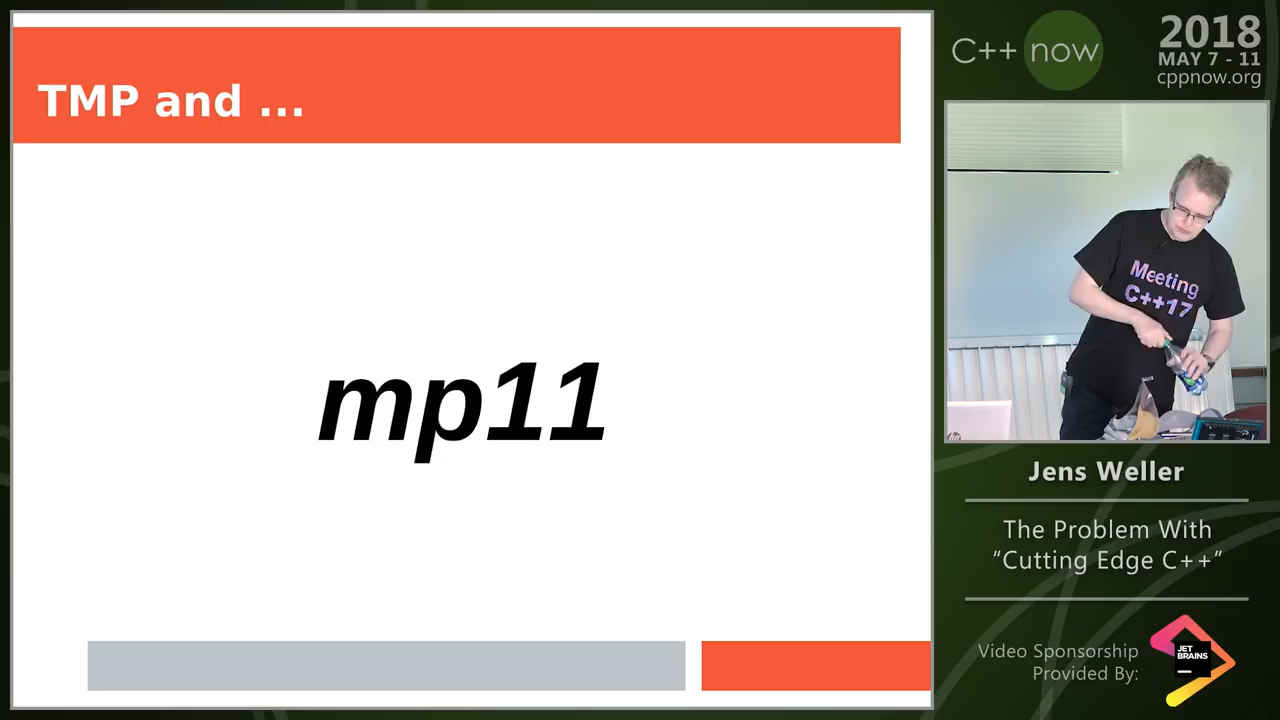 TMP and ...
mp11
C++ now
2018
MAY 7 - 11
cppnow.org
Meeting
C++17
Jens Weller
The Problem With
“Cutting Edge C++”
Video Sponsorship
Provided By:
JET
BRAINS